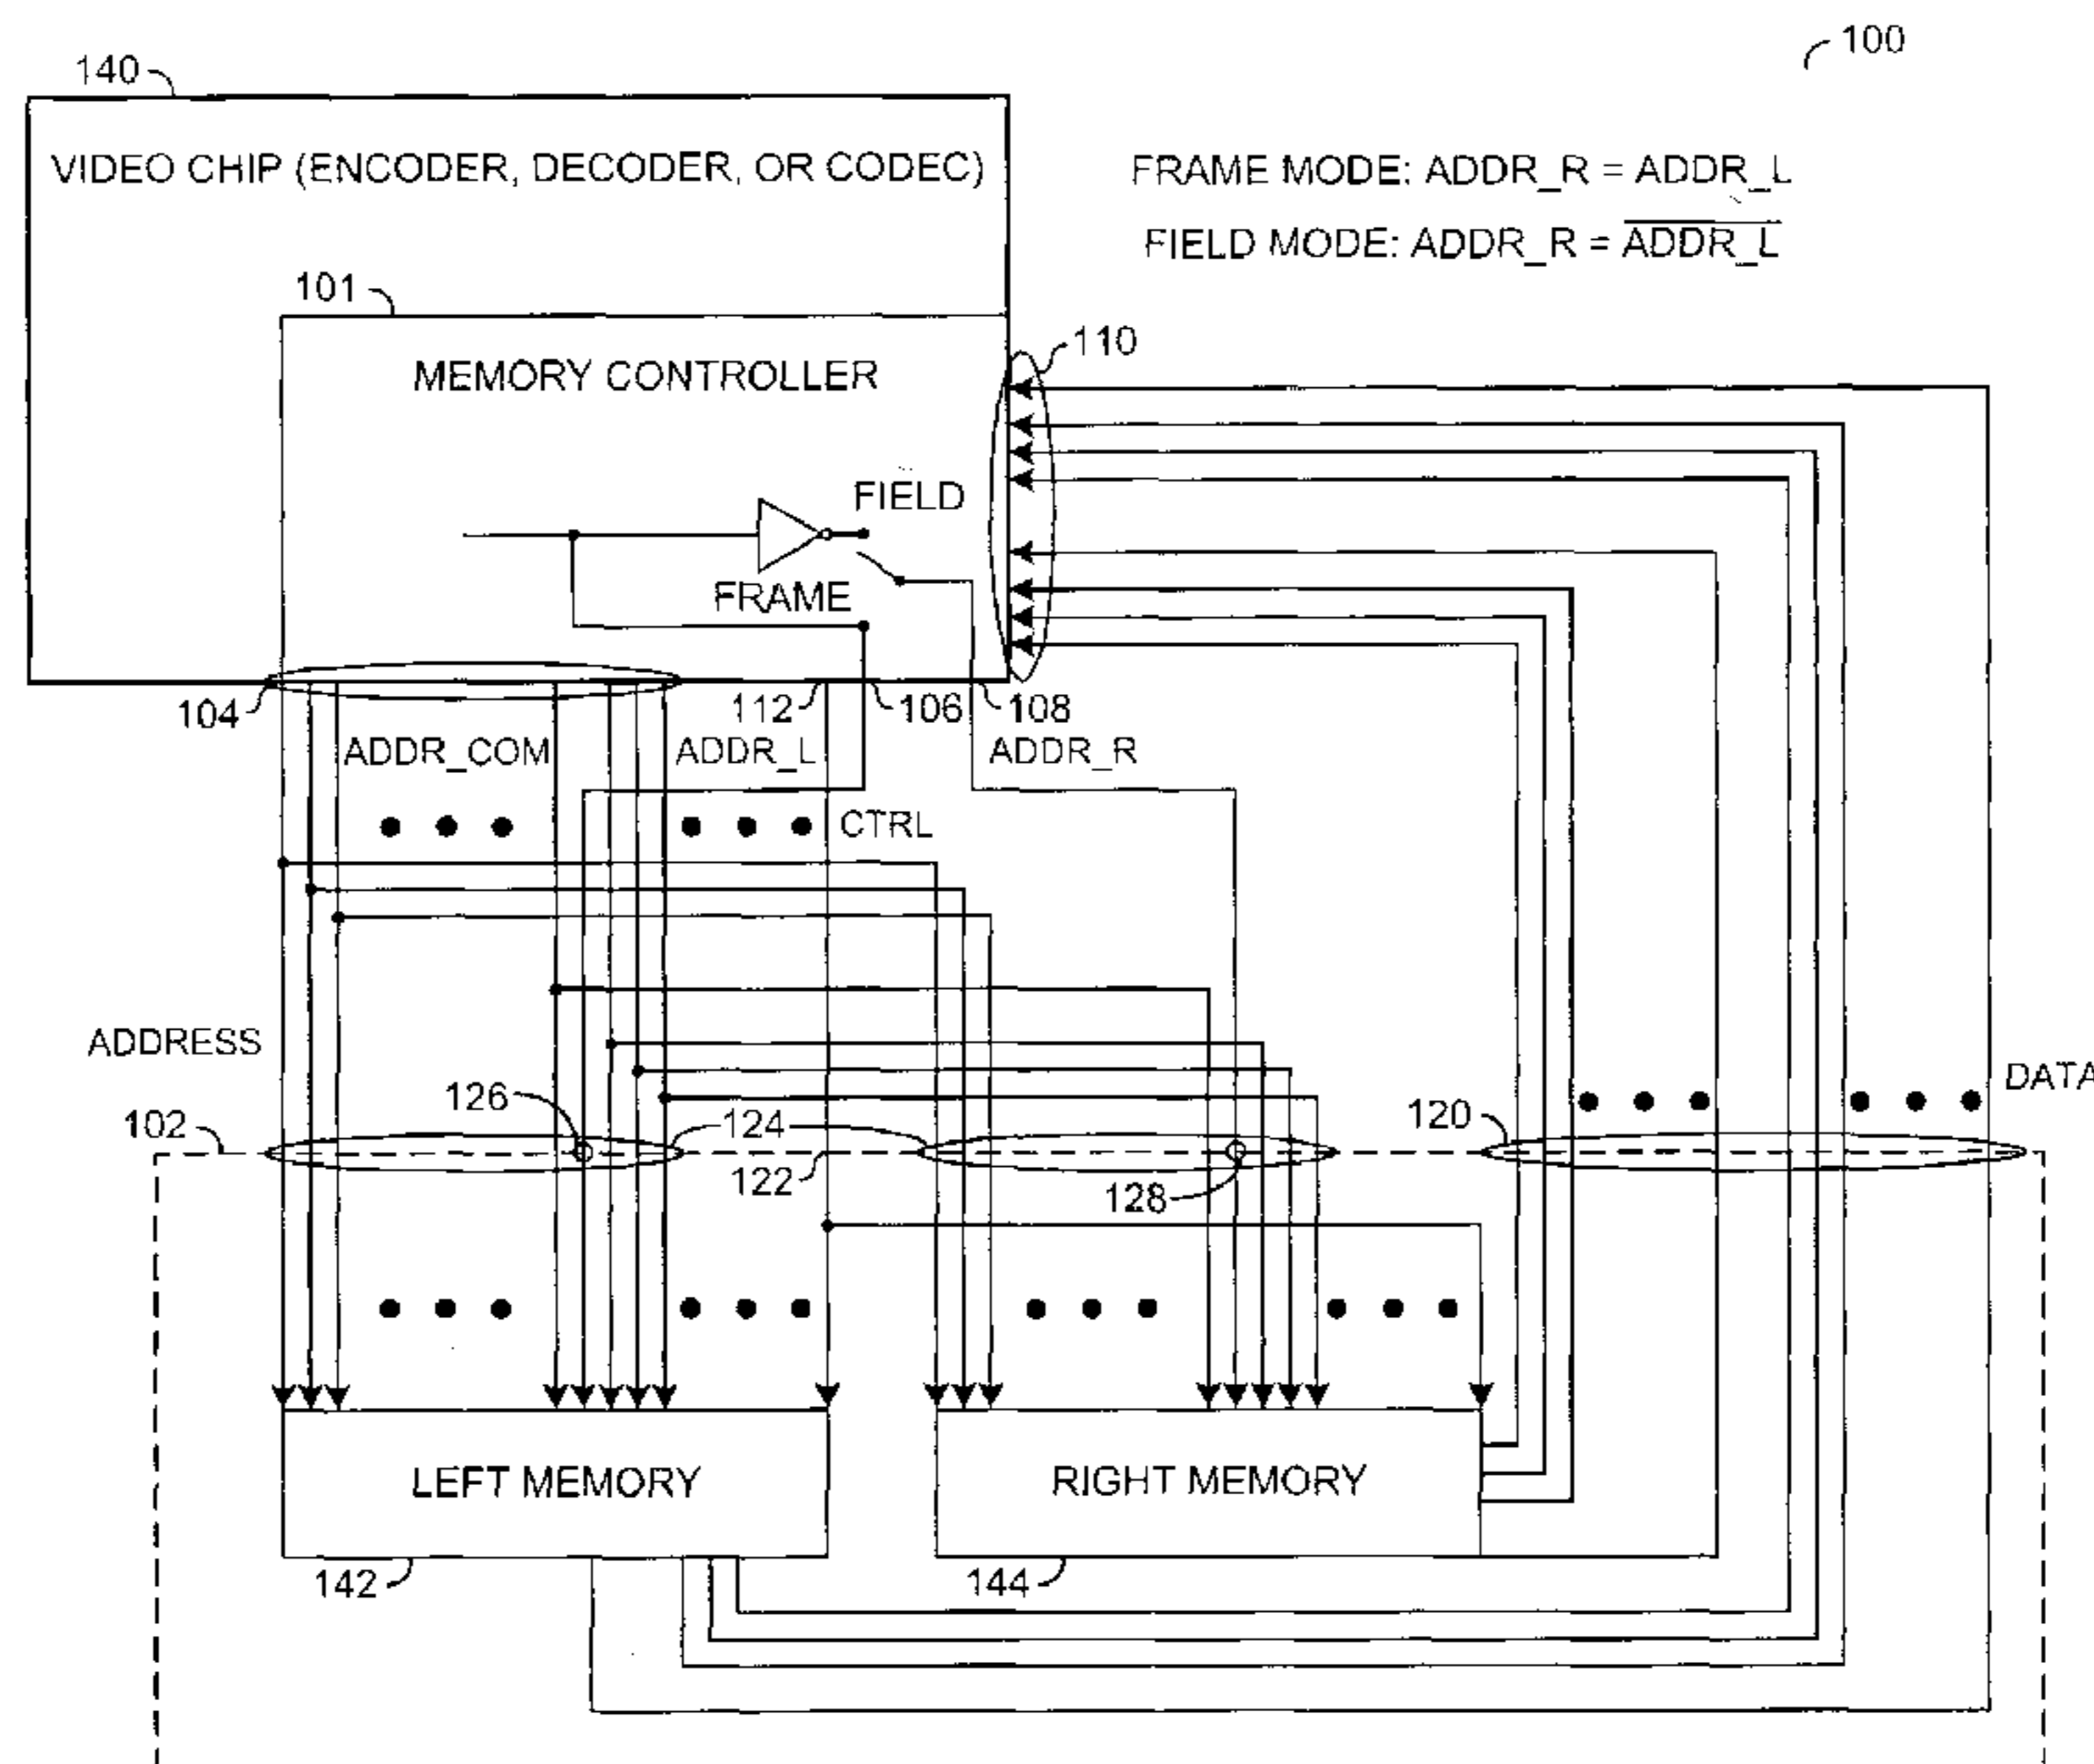 100
140
VIDEO CHIP (ENCODER, DECODER, OR CODEC)
FRAME MODE: ADDR_R = ADDR_L
FIELD MODE: ADDR_R = A̅D̅D̅R̅_̅L̅
101
MEMORY CONTROLLER
110
FIELD
FRAME
104
112
106
108
ADDR_COM
ADDR_L
ADDR_R
CTRL
ADDRESS
DATA
102
126
124
122
128
120
LEFT MEMORY
RIGHT MEMORY
142
144